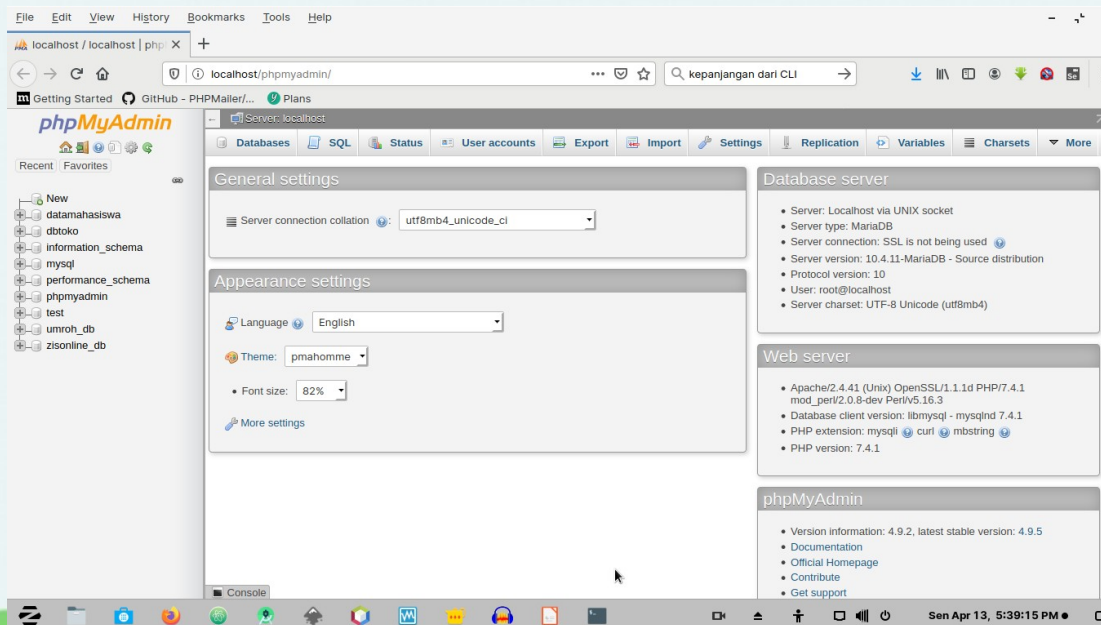 File Edit View History Bookmarks Tools Help
localhost / localhost | php
localhost/phpmyadmin/
kepanjangan dari CLI
Getting Started GitHub - PHPMailer/... Plans
phpMyAdmin
Recent Favorites
New
datamahasiswa
dbtoko
information_schema
mysql
performance_schema
phpmyadmin
test
umroh_db
zisonline_db
Server: localhost
Databases SQL Status User accounts Export Import Settings Replication Variables Charsets More
General settings
Server connection collation : utf8mb4_unicode_ci
Appearance settings
Language English
Theme: pmahomme
• Font size: 82%
More settings
Database server
• Server: Localhost via UNIX socket
• Server type: MariaDB
• Server connection: SSL is not being used
• Server version: 10.4.11-MariaDB - Source distribution
• Protocol version: 10
• User: root@localhost
• Server charset: UTF-8 Unicode (utf8mb4)
Web server
• Apache/2.4.41 (Unix) OpenSSL/1.1.1d PHP/7.4.1
mod_perl/2.0.8-dev Perl/v5.16.3
• Database client version: libmysql - mysqlnd 7.4.1
• PHP extension: mysqli curl mbstring
• PHP version: 7.4.1
phpMyAdmin
• Version information: 4.9.2, latest stable version: 4.9.5
• Documentation
• Official Homepage
• Contribute
• Get support
Console
Sen Apr 13, 5:39:15 PM